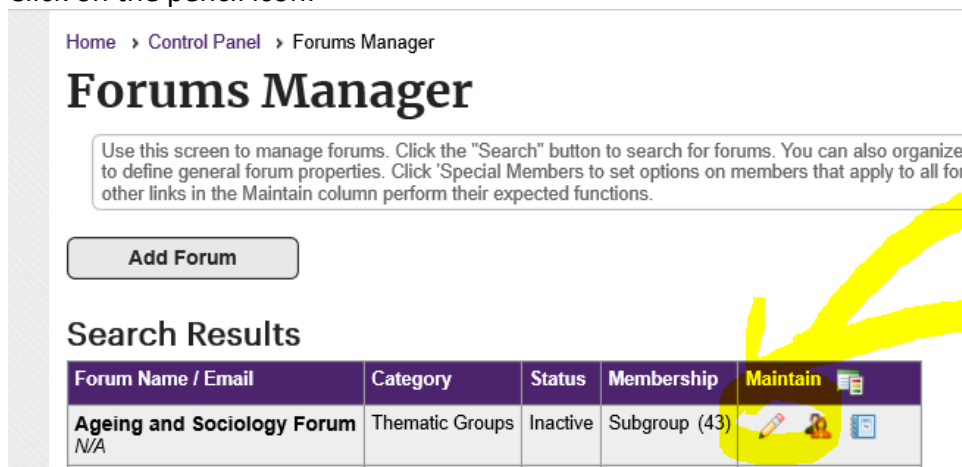 Home › Control Panel › Forums Manager
Forums Manager
Use this screen to manage forums. Click the "Search" button to search for forums. You can also organize
to define general forum properties. Click 'Special Members to set options on members that apply to all
other links in the Maintain column perform their expected functions.
Add Forum
Search Results
Forum Name / Email Category Status Membership Maintain
Ageing and Sociology Forum Thematic Groups Inactive Subgroup (43)
N/A